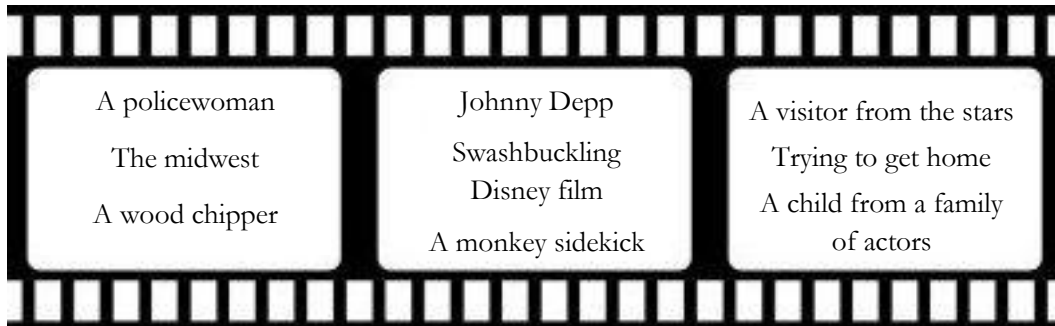 A policewoman
The midwest
A wood chipper
Johnny Depp
Swashbuckling
Disney film
A monkey sidekick
A visitor from the stars
Trying to get home
A child from a family
of actors